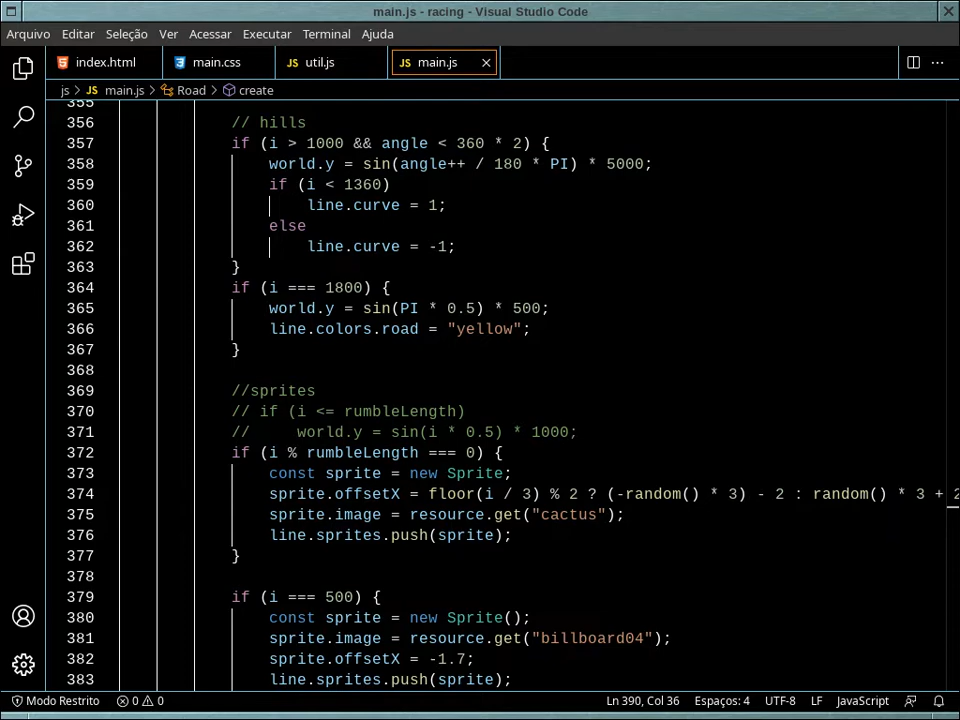 main.js - racing - Visual Studio Code
Arquivo Editar Seleção Ver Acessar Executar Terminal Ajuda
index.html main.css JS util.js JS main.js
js > JS main.js > Road > create
355
356 // hills
357 if (i > 1000 && angle < 360 * 2) {
358 world.y = sin(angle++ / 180 * PI) * 5000;
359 if (i < 1360)
360 line.curve = 1;
361 else
362 line.curve = -1;
363 }
364 if (i === 1800) {
365 world.y = sin(PI * 0.5) * 500;
366 line.colors.road = "yellow";
367 }
368
369 //sprites
370 // if (i <= rumbleLength)
371 //     world.y = sin(i * 0.5) * 1000;
372 if (i % rumbleLength === 0) {
373 const sprite = new Sprite;
374 sprite.offsetX = floor(i / 3) % 2 ? (-random() * 3) - 2 : random() * 3 + 2
375 sprite.image = resource.get("cactus");
376 line.sprites.push(sprite);
377 }
378
379 if (i === 500) {
380 const sprite = new Sprite();
381 sprite.image = resource.get("billboard04");
382 sprite.offsetX = -1.7;
383 line.sprites.push(sprite);
Modo Restrito 0 0 Ln 390, Col 36 Espaços: 4 UTF-8 LF JavaScript